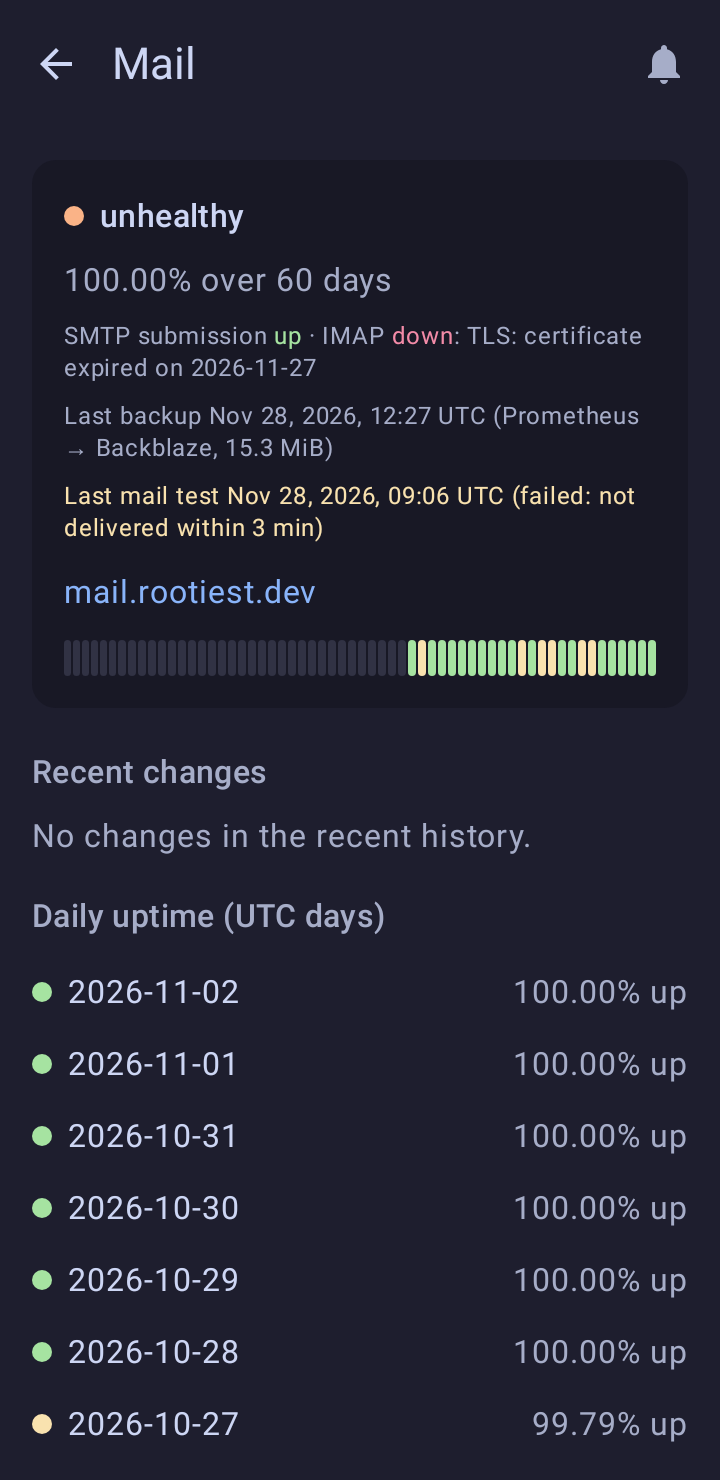 Mail
unhealthy
100.00% over 60 days
SMTP submission up · IMAP down: TLS: certificate
expired on 2026-11-27
Last backup Nov 28, 2026, 12:27 UTC (Prometheus
→ Backblaze, 15.3 MiB)
Last mail test Nov 28, 2026, 09:06 UTC (failed: not
delivered within 3 min)
mail.rootiest.dev
Recent changes
No changes in the recent history.
Daily uptime (UTC days)
2026-11-02 100.00% up
2026-11-01 100.00% up
2026-10-31 100.00% up
2026-10-30 100.00% up
2026-10-29 100.00% up
2026-10-28 100.00% up
2026-10-27 99.79% up